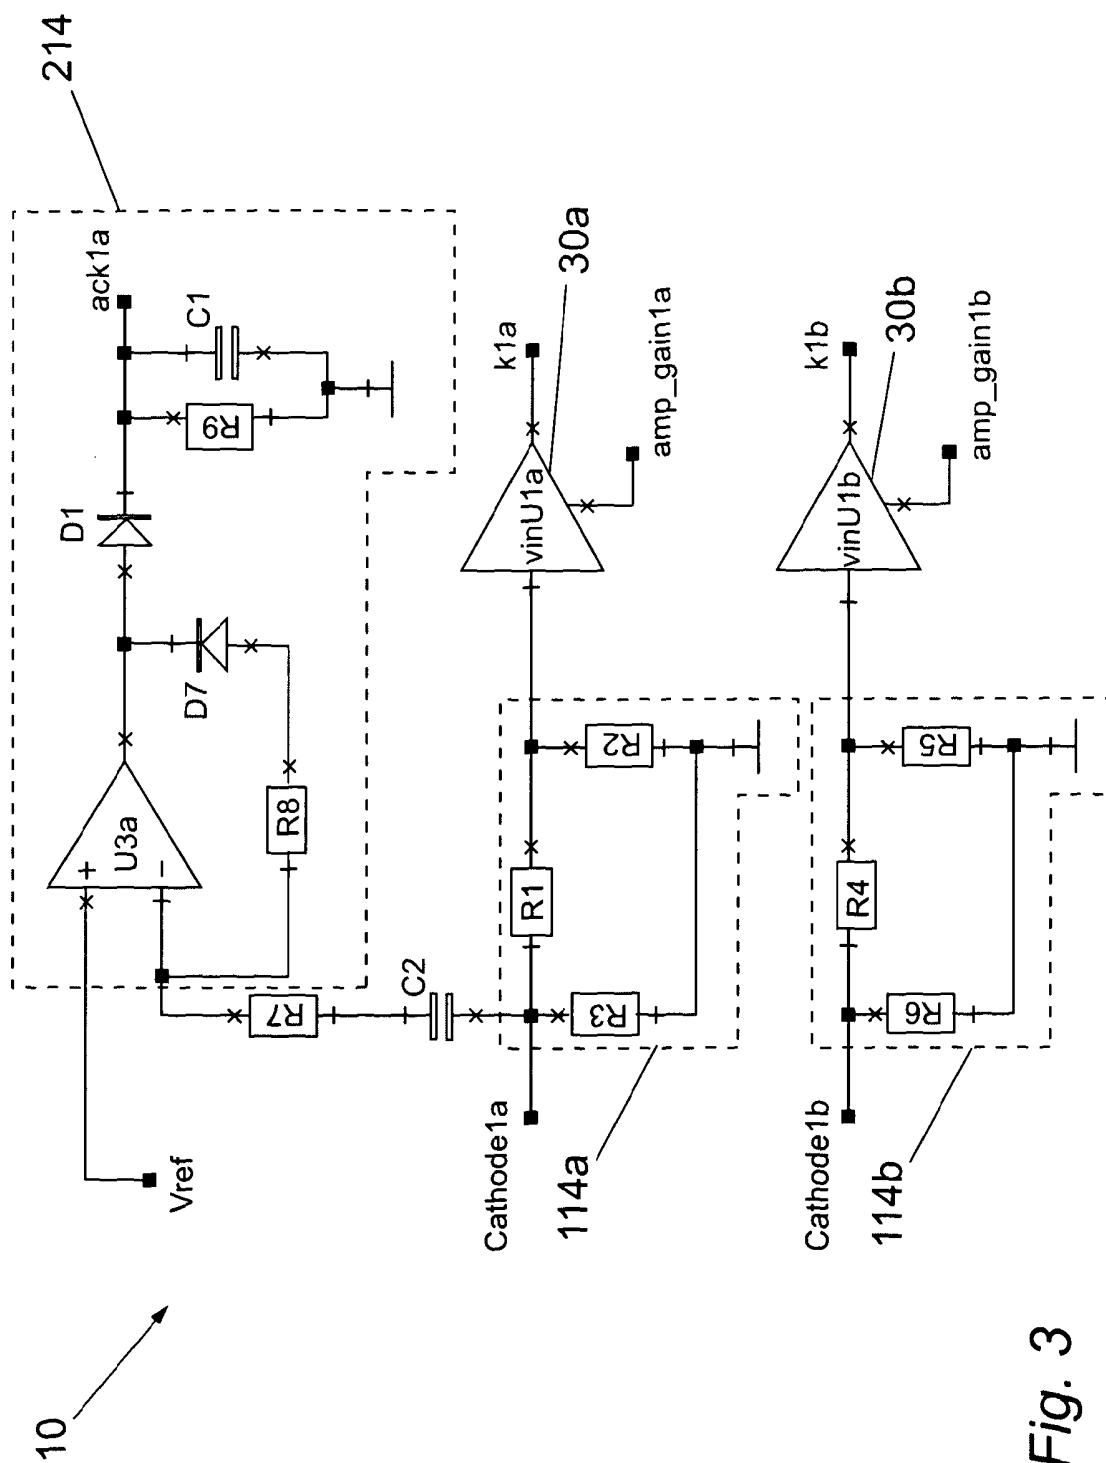 214
ack1a
C1
R9
D1
D7
U3a
+
−
R8
R7
C2
Vref
10
k1a
30a
amp_gain1a
vinU1a
R2
R1
R3
Cathode1a
114a
k1b
30b
amp_gain1b
vinU1b
R5
R4
R6
Cathode1b
114b
Fig. 3